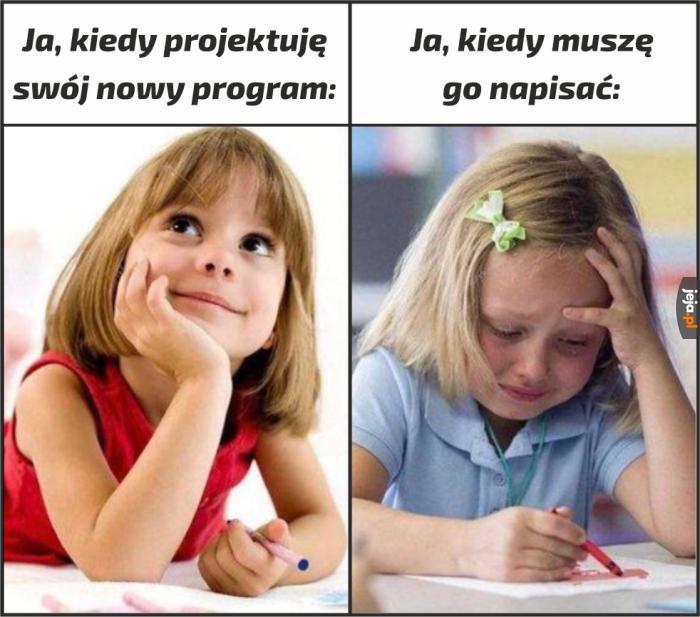 Ja, kiedy projektuję
swój nowy program:
Ja, kiedy muszę
go napisać:
jeja.pl